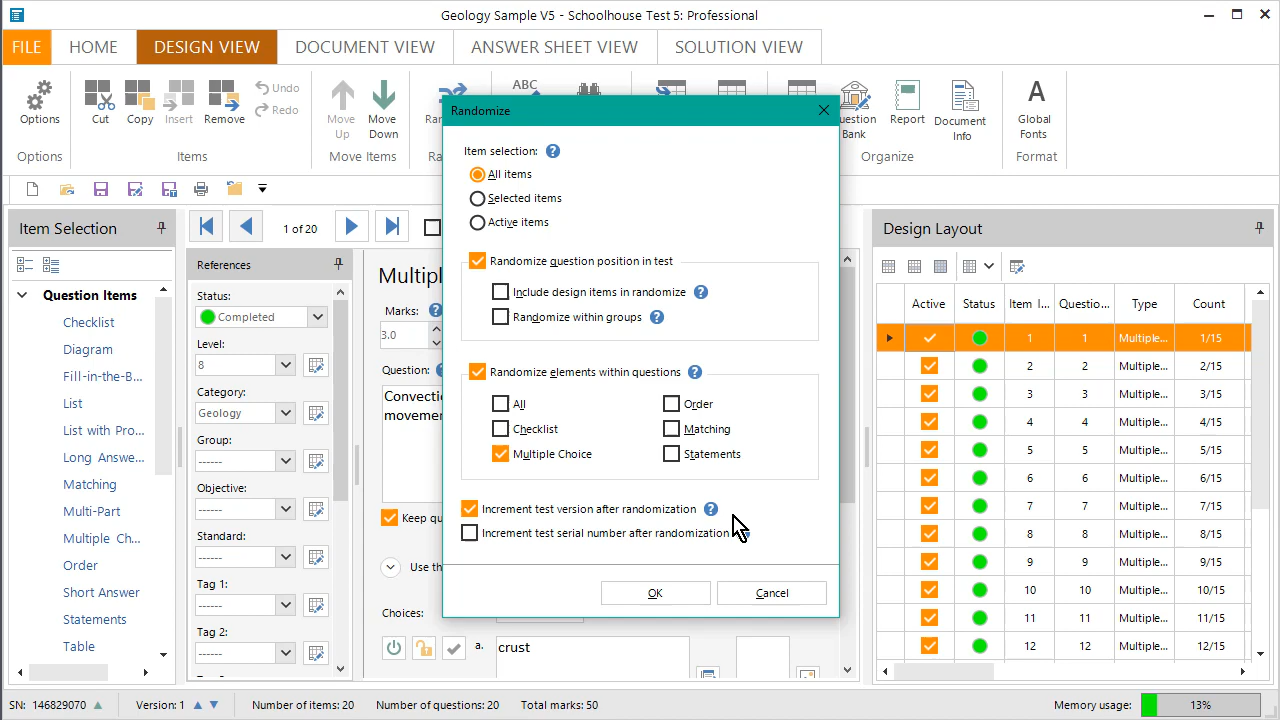 Geology Sample V5 - Schoolhouse Test 5: Professional
FILE HOME DESIGN VIEW DOCUMENT VIEW ANSWER SHEET VIEW SOLUTION VIEW
Options Cut Copy Insert Remove Undo Redo Move Up Move Down ABC Question Bank Report Document Info A Global Fonts
Options Items Move Items Organize Format
Randomize
Item selection:
All items
Selected items
Active items
Randomize question position in test
Include design items in randomize
Randomize within groups
Randomize elements within questions
All Order
Checklist Matching
Multiple Choice Statements
Increment test version after randomization
Increment test serial number after randomization
OK Cancel
Item Selection
Question Items
Checklist
Diagram
Fill-in-the-B...
List
List with Pro...
Long Answe...
Matching
Multi-Part
Multiple Ch...
Order
Short Answer
Statements
Table
1 of 20
References
Status:
Completed
Level:
8
Category:
Geology
Group:
------
Objective:
------
Standard:
------
Tag 1:
------
Tag 2:
------
Marks:
3.0
Question:
Choices:
a. crust
Design Layout
Active Status Item I... Questio... Type Count
1 1 Multiple... 1/15
2 2 Multiple... 2/15
3 3 Multiple... 3/15
4 4 Multiple... 4/15
5 5 Multiple... 5/15
6 6 Multiple... 6/15
7 7 Multiple... 7/15
8 8 Multiple... 8/15
9 9 Multiple... 9/15
10 10 Multiple... 10/15
11 11 Multiple... 11/15
12 12 Multiple... 12/15
SN: 146829070 Version: 1 Number of items: 20 Number of questions: 20 Total marks: 50 Memory usage: 13%